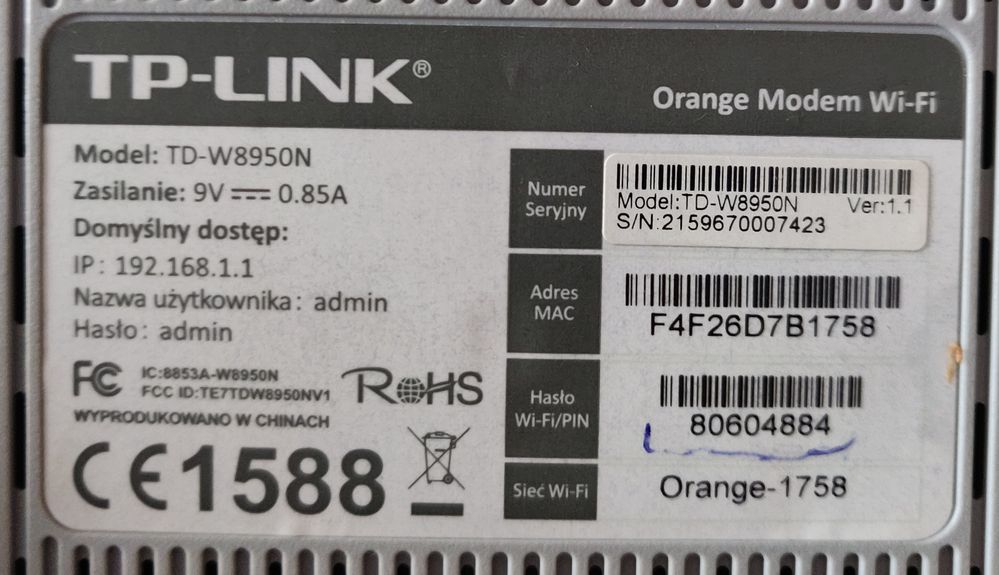 TP-LINK®
Orange Modem Wi-Fi
Model: TD-W8950N
Zasilanie: 9V ⎓ 0.85A
Domyślny dostęp:
IP: 192.168.1.1
Nazwa użytkownika: admin
Hasło: admin
FC
IC:8853A-W8950N
FCC ID:TE7TDW8950NV1
RoHS
WYPRODUKOWANO W CHINACH
CE1588
Numer
Seryjny
Model:TD-W8950N Ver:1.1
S/N:2159670007423
Adres
MAC
F4F26D7B1758
Hasło
Wi-Fi/PIN
80604884
Sieć Wi-Fi
Orange-1758